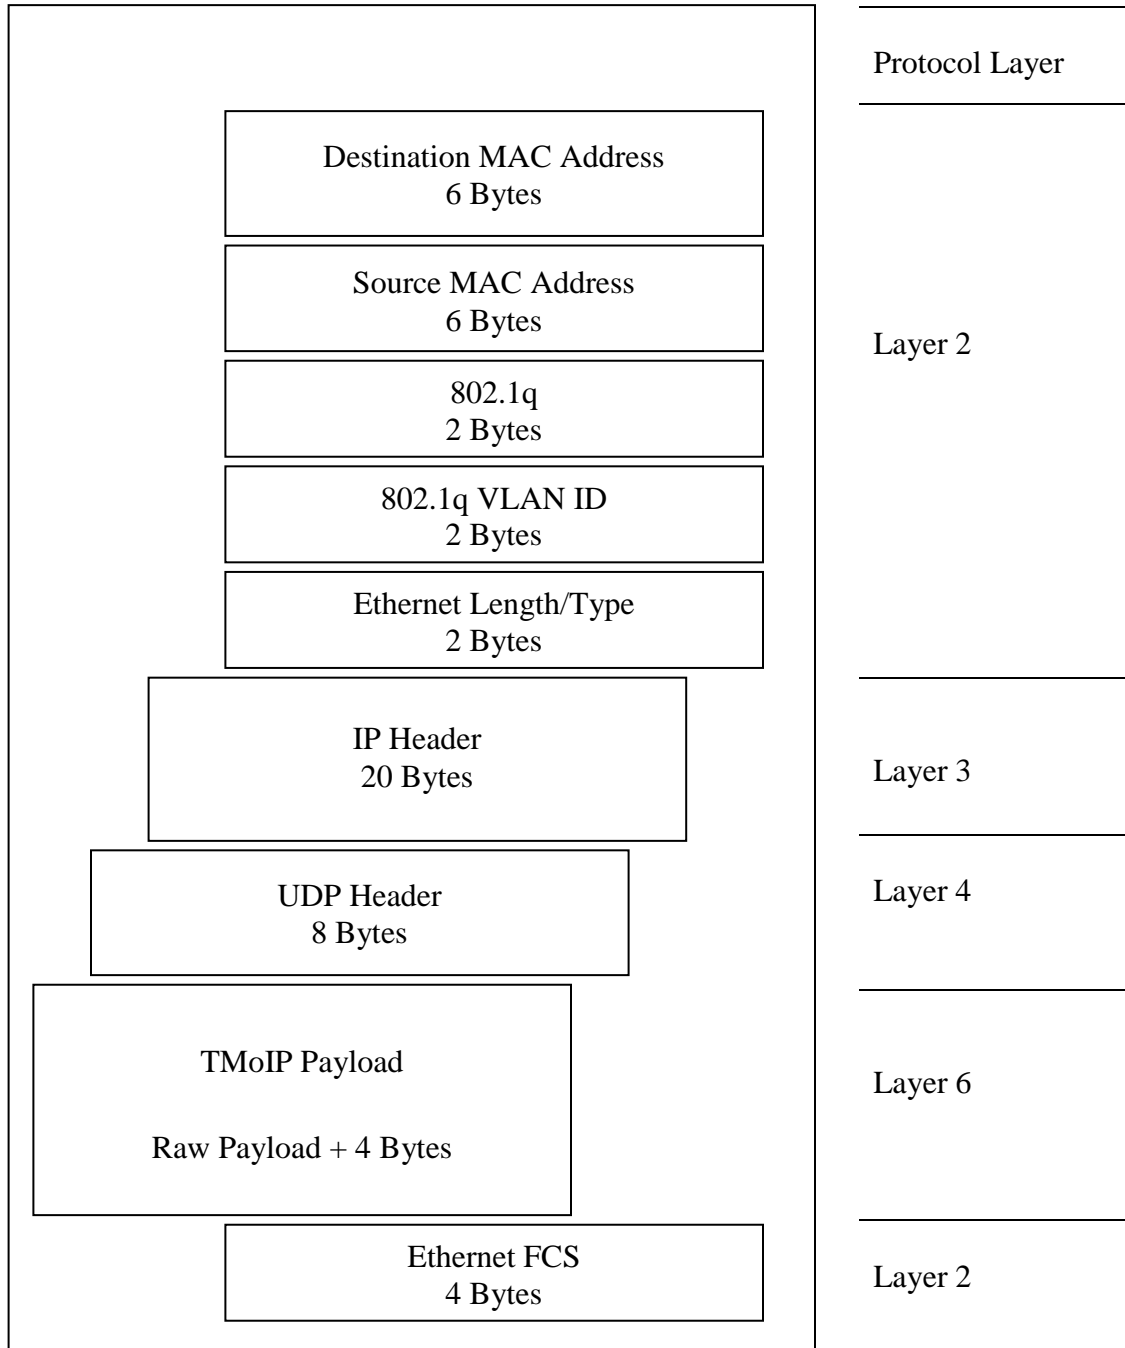 Protocol Layer
Destination MAC Address
6 Bytes
Source MAC Address
6 Bytes
Layer 2
802.1q
2 Bytes
802.1q VLAN ID
2 Bytes
Ethernet Length/Type
2 Bytes
IP Header
20 Bytes
Layer 3
UDP Header
8 Bytes
Layer 4
TMoIP Payload
Raw Payload + 4 Bytes
Layer 6
Ethernet FCS
4 Bytes
Layer 2